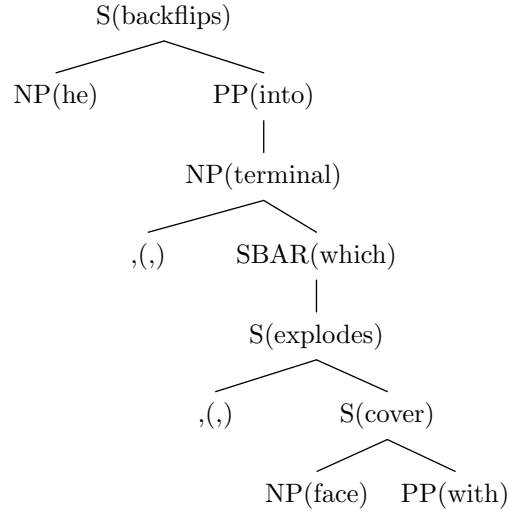 S(backflips)
NP(he) PP(into)
NP(terminal)
,(,) SBAR(which)
S(explodes)
,(,) S(cover)
NP(face) PP(with)